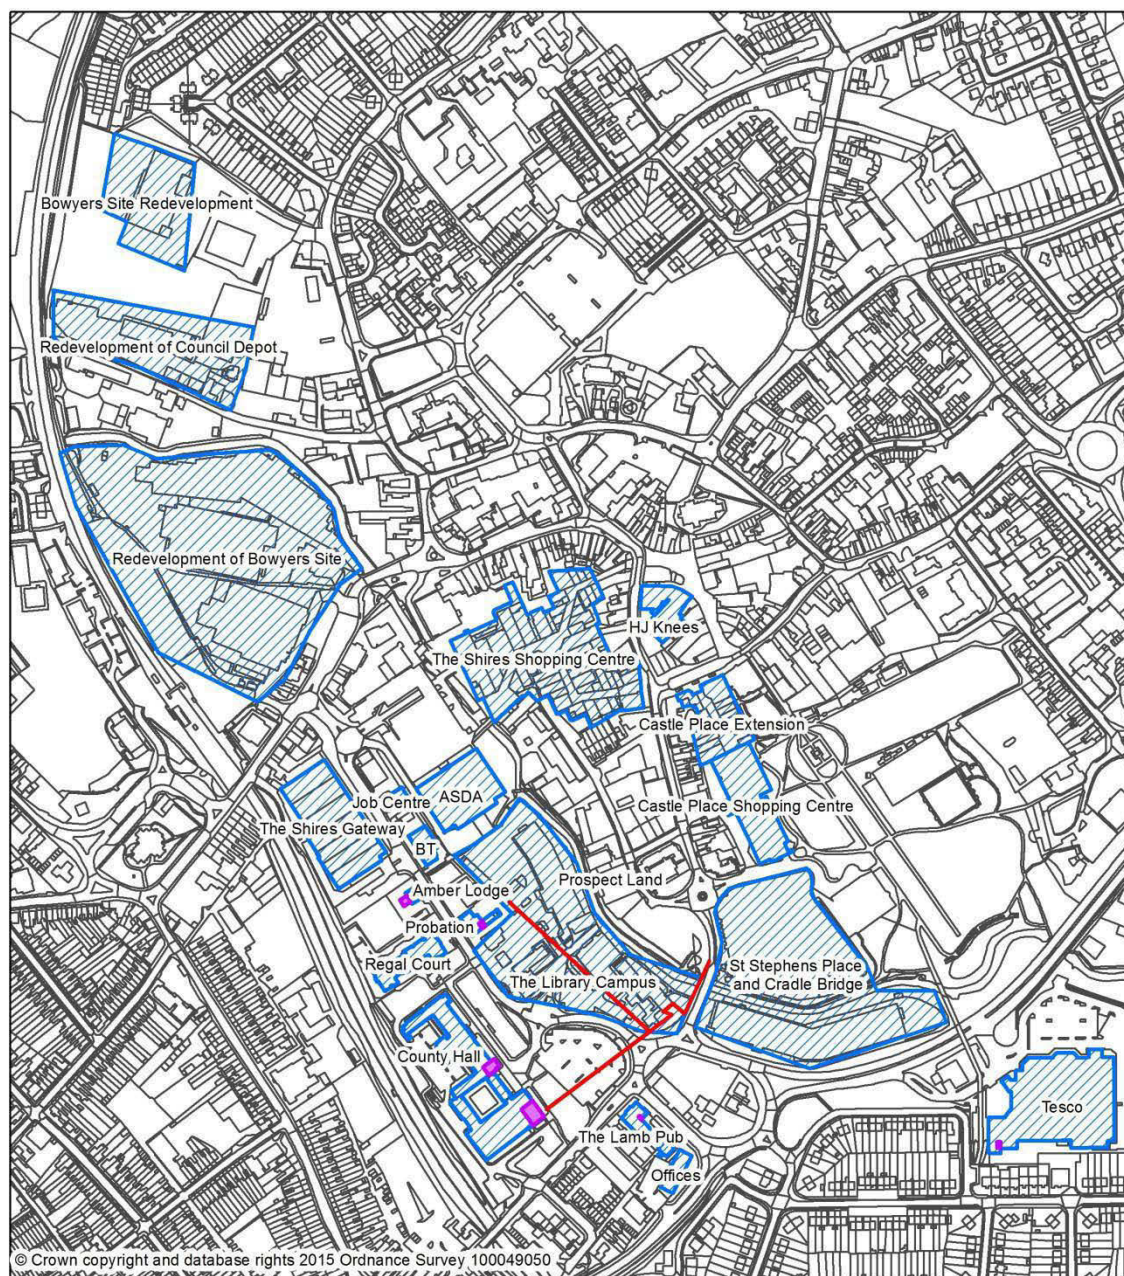 Bowyers Site Redevelopment
Redevelopment of Council Depot
Redevelopment of Bowyers Site
HJ Knees
The Shires Shopping Centre
Castle Place Extension
Job Centre
ASDA
Castle Place Shopping Centre
The Shires Gateway
BT
Prospect Land
Amber Lodge
Probation
Regal Court
St Stephens Place
and Cradle Bridge
The Library Campus
County Hall
Tesco
The Lamb Pub
Offices
© Crown copyright and database rights 2015 Ordnance Survey 100049050